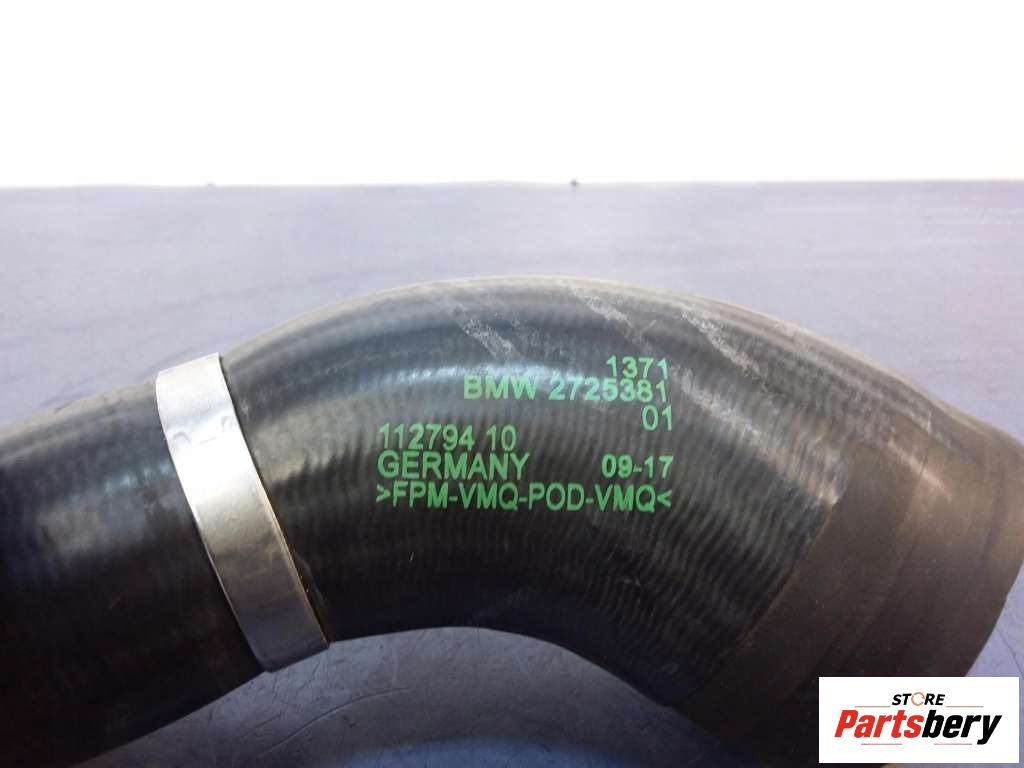 1371
BMW 2725381
01
112794 10
GERMANY 09-17
>FPM-VMQ-POD-VMQ<
STORE
Partsbery